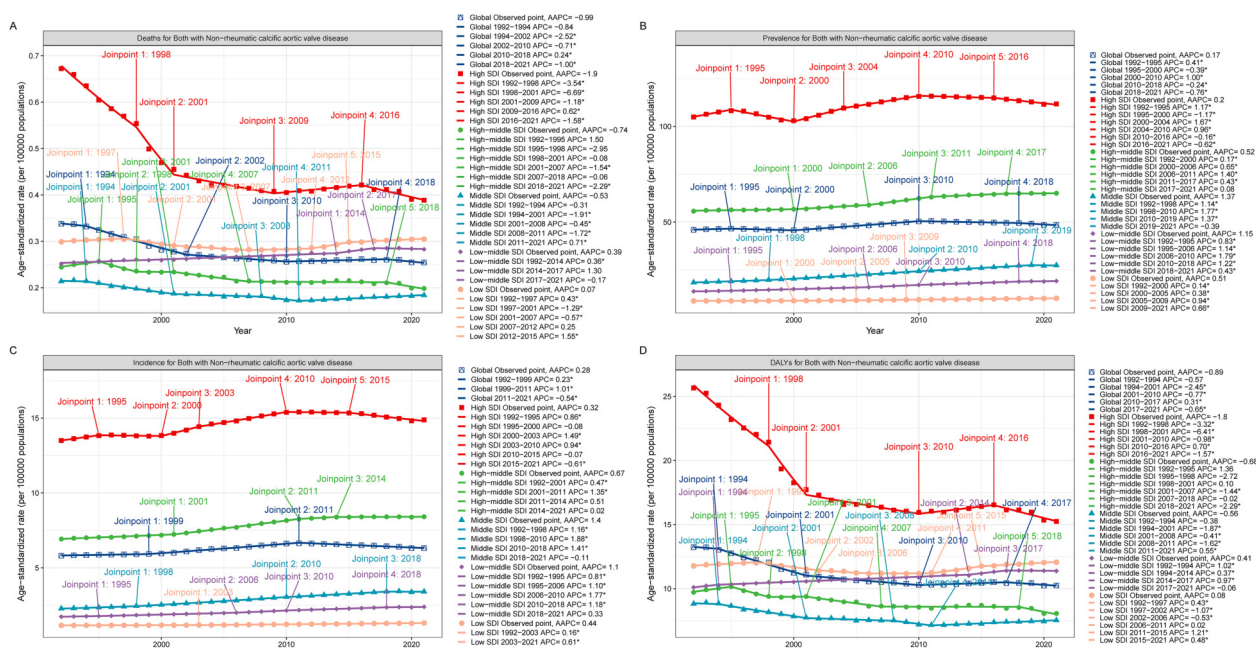 A
Deaths for Both with Non-rheumatic calcific aortic valve disease
Age-standardized rate (per 100000 populations)
0.7
0.6
0.5
0.4
0.3
0.2
Joinpoint 1: 1998
Joinpoint 2: 2001
Joinpoint 3: 2009
Joinpoint 4: 2016
Joinpoint 1: 1997
Joinpoint 2: 2002
Joinpoint 4: 2011
Joinpoint 5: 2015
Joinpoint 1: 1994
Joinpoint 4: 2007
Joinpoint 4: 2012
Joinpoint 4: 2018
Joinpoint 1: 1994
Joinpoint 2: 2001
Joinpoint 3: 2010
Joinpoint 1: 1995
Joinpoint 1: 2014
Joinpoint 5: 2018
2000
2010
2020
Year
Global Observed point, AAPC= −0.99
Global 1992−1994 APC= −0.84
Global 1994−2002 APC= −2.52*
Global 2002−2010 APC= −0.71*
Global 2010−2018 APC= 0.24*
Global 2018−2021 APC= −1.00*
High SDI Observed point, AAPC= −1.9
High SDI 1992−1998 APC= −3.54*
High SDI 1998−2001 APC= −6.69*
High SDI 2001−2009 APC= −1.18*
High SDI 2009−2016 APC= 0.62*
High SDI 2016−2021 APC= −1.58*
High−middle SDI Observed point, AAPC= −0.74
High−middle SDI 1992−1995 APC= 1.50
High−middle SDI 1995−1998 APC= −2.95
High−middle SDI 1998−2001 APC= −0.08
High−middle SDI 2001−2007 APC= −1.54*
High−middle SDI 2007−2018 APC= −0.06
High−middle SDI 2018−2021 APC= −2.29*
Middle SDI Observed point, AAPC= −0.53
Middle SDI 1992−1994 APC= −0.31
Middle SDI 1994−2001 APC= −1.91*
Middle SDI 2001−2008 APC= −0.45*
Middle SDI 2008−2011 APC= −1.72*
Middle SDI 2011−2021 APC= 0.71*
Low−middle SDI Observed point, AAPC= 0.39
Low−middle SDI 1992−2014 APC= 0.36*
Low−middle SDI 2014−2017 APC= 1.30
Low−middle SDI 2017−2021 APC= −0.17
Low SDI Observed point, AAPC= 0.07
Low SDI 1992−1997 APC= 0.43*
Low SDI 1997−2001 APC= −1.29*
Low SDI 2001−2007 APC= −0.57*
Low SDI 2007−2012 APC= 0.25
Low SDI 2012−2015 APC= 1.55*
B
Prevalence for Both with Non-rheumatic calcific aortic valve disease
Age-standardized rate (per 100000 populations)
100
50
Joinpoint 1: 1995
Joinpoint 2: 2000
Joinpoint 3: 2004
Joinpoint 4: 2010
Joinpoint 5: 2016
Joinpoint 1: 1995
Joinpoint 2: 2000
Joinpoint 3: 2011
Joinpoint 4: 2017
Joinpoint 3: 2010
Joinpoint 4: 2018
Joinpoint 1: 1995
Joinpoint 1: 1998
Joinpoint 3: 2009
Joinpoint 2: 2006
Joinpoint 3: 2019
Joinpoint 4: 2018
Joinpoint 1: 2000
Joinpoint 2: 2005
Joinpoint 2: 2010
Joinpoint 3: 2010
2000
2010
2020
Year
Global Observed point, AAPC= 0.17
Global 1992−1995 APC= 0.41*
Global 1995−2000 APC= −0.39*
Global 2000−2010 APC= 1.00*
Global 2010−2018 APC= −0.24*
Global 2018−2021 APC= −0.76*
High SDI Observed point, AAPC= 0.2
High SDI 1992−1995 APC= 1.17*
High SDI 1995−2000 APC= −1.17*
High SDI 2000−2004 APC= 1.67*
High SDI 2004−2010 APC= 0.96*
High SDI 2010−2016 APC= −0.16*
High SDI 2016−2021 APC= −0.62*
High−middle SDI Observed point, AAPC= 0.52
High−middle SDI 1992−2000 APC= 0.17*
High−middle SDI 2000−2006 APC= 0.65*
High−middle SDI 2006−2011 APC= 1.40*
High−middle SDI 2011−2017 APC= 0.43*
High−middle SDI 2017−2021 APC= 0.08
Middle SDI Observed point, AAPC= 1.37
Middle SDI 1992−1998 APC= 1.14*
Middle SDI 1998−2010 APC= 1.77*
Middle SDI 2010−2019 APC= 1.37*
Middle SDI 2019−2021 APC= −0.39
Low−middle SDI Observed point, AAPC= 1.15
Low−middle SDI 1992−1995 APC= 0.83*
Low−middle SDI 1995−2006 APC= 1.14*
Low−middle SDI 2006−2010 APC= 1.79*
Low−middle SDI 2010−2018 APC= 1.22*
Low−middle SDI 2018−2021 APC= 0.43*
Low SDI Observed point, AAPC= 0.51
Low SDI 1992−2000 APC= 0.14*
Low SDI 2000−2005 APC= 0.38*
Low SDI 2005−2009 APC= 0.94*
Low SDI 2009−2021 APC= 0.66*
C
Incidence for Both with Non-rheumatic calcific aortic valve disease
Age-standardized rate (per 100000 populations)
15
10
5
Joinpoint 1: 1995
Joinpoint 2: 2000
Joinpoint 3: 2003
Joinpoint 4: 2010
Joinpoint 5: 2015
Joinpoint 1: 2001
Joinpoint 2: 2011
Joinpoint 3: 2014
Joinpoint 1: 1999
Joinpoint 2: 2011
Joinpoint 1: 1995
Joinpoint 1: 1998
Joinpoint 2: 2006
Joinpoint 2: 2010
Joinpoint 3: 2010
Joinpoint 3: 2018
Joinpoint 4: 2018
Joinpoint 1: 2003
2000
2010
2020
Global Observed point, AAPC= 0.28
Global 1992−1999 APC= 0.23*
Global 1999−2011 APC= 1.01*
Global 2011−2021 APC= −0.54*
High SDI Observed point, AAPC= 0.32
High SDI 1992−1995 APC= 0.86*
High SDI 1995−2000 APC= −0.08
High SDI 2000−2003 APC= 1.49*
High SDI 2003−2010 APC= 0.94*
High SDI 2010−2015 APC= −0.07
High SDI 2015−2021 APC= −0.61*
High−middle SDI Observed point, AAPC= 0.67
High−middle SDI 1992−2001 APC= 0.47*
High−middle SDI 2001−2011 APC= 1.35*
High−middle SDI 2011−2014 APC= 0.51
High−middle SDI 2014−2021 APC= 0.02
Middle SDI Observed point, AAPC= 1.4
Middle SDI 1992−1998 APC= 1.16*
Middle SDI 1998−2010 APC= 1.88*
Middle SDI 2010−2018 APC= 1.41*
Middle SDI 2018−2021 APC= −0.11
Low−middle SDI Observed point, AAPC= 1.1
Low−middle SDI 1992−1995 APC= 0.81*
Low−middle SDI 1995−2006 APC= 1.10*
Low−middle SDI 2006−2010 APC= 1.77*
Low−middle SDI 2010−2018 APC= 1.18*
Low−middle SDI 2018−2021 APC= 0.33
Low SDI Observed point, AAPC= 0.44
Low SDI 1992−2003 APC= 0.16*
Low SDI 2003−2021 APC= 0.61*
D
DALYs for Both with Non-rheumatic calcific aortic valve disease
Age-standardized rate (per 100000 populations)
25
20
15
10
Joinpoint 1: 1998
Joinpoint 2: 2001
Joinpoint 3: 2010
Joinpoint 4: 2016
Joinpoint 1: 1994
Joinpoint 1: 1994
Joinpoint 2: 2014
Joinpoint 4: 2017
Joinpoint 1: 1995
Joinpoint 2: 2001
Joinpoint 3: 2008
Joinpoint 5: 2015
Joinpoint 4: 2007
Joinpoint 4: 2011
Joinpoint 5: 2018
Joinpoint 1: 1994
Joinpoint 2: 2002
Joinpoint 3: 2010
Joinpoint 2: 1998
Joinpoint 3: 2006
Joinpoint 3: 2017
2000
2010
2020
Global Observed point, AAPC= −0.89
Global 1992−1994 APC= −0.57
Global 1994−2001 APC= −2.45*
Global 2001−2010 APC= −0.77*
Global 2010−2017 APC= 0.31*
Global 2017−2021 APC= −0.65*
High SDI Observed point, AAPC= −1.8
High SDI 1992−1998 APC= −3.32*
High SDI 1998−2001 APC= −6.41*
High SDI 2001−2010 APC= −0.98*
High SDI 2010−2016 APC= 0.70*
High SDI 2016−2021 APC= −1.57*
High−middle SDI Observed point, AAPC= −0.68
High−middle SDI 1992−1995 APC= 1.36
High−middle SDI 1995−1998 APC= −2.72
High−middle SDI 1998−2001 APC= 0.10
High−middle SDI 2001−2007 APC= −1.44*
High−middle SDI 2007−2018 APC= −0.02
High−middle SDI 2018−2021 APC= −2.29*
Middle SDI Observed point, AAPC= −0.56
Middle SDI 1992−1994 APC= −0.38
Middle SDI 1994−2001 APC= −1.87*
Middle SDI 2001−2008 APC= −0.41*
Middle SDI 2008−2011 APC= −1.62*
Middle SDI 2011−2021 APC= 0.55*
Low−middle SDI Observed point, AAPC= 0.41
Low−middle SDI 1992−1994 APC= 1.02*
Low−middle SDI 1994−2014 APC= 0.37*
Low−middle SDI 2014−2017 APC= 0.97*
Low−middle SDI 2017−2021 APC= −0.06
Low SDI Observed point, AAPC= 0.08
Low SDI 1992−1997 APC= 0.43*
Low SDI 1997−2002 APC= −1.07*
Low SDI 2002−2006 APC= −0.53*
Low SDI 2006−2011 APC= 0.02
Low SDI 2011−2015 APC= 1.21*
Low SDI 2015−2021 APC= 0.48*